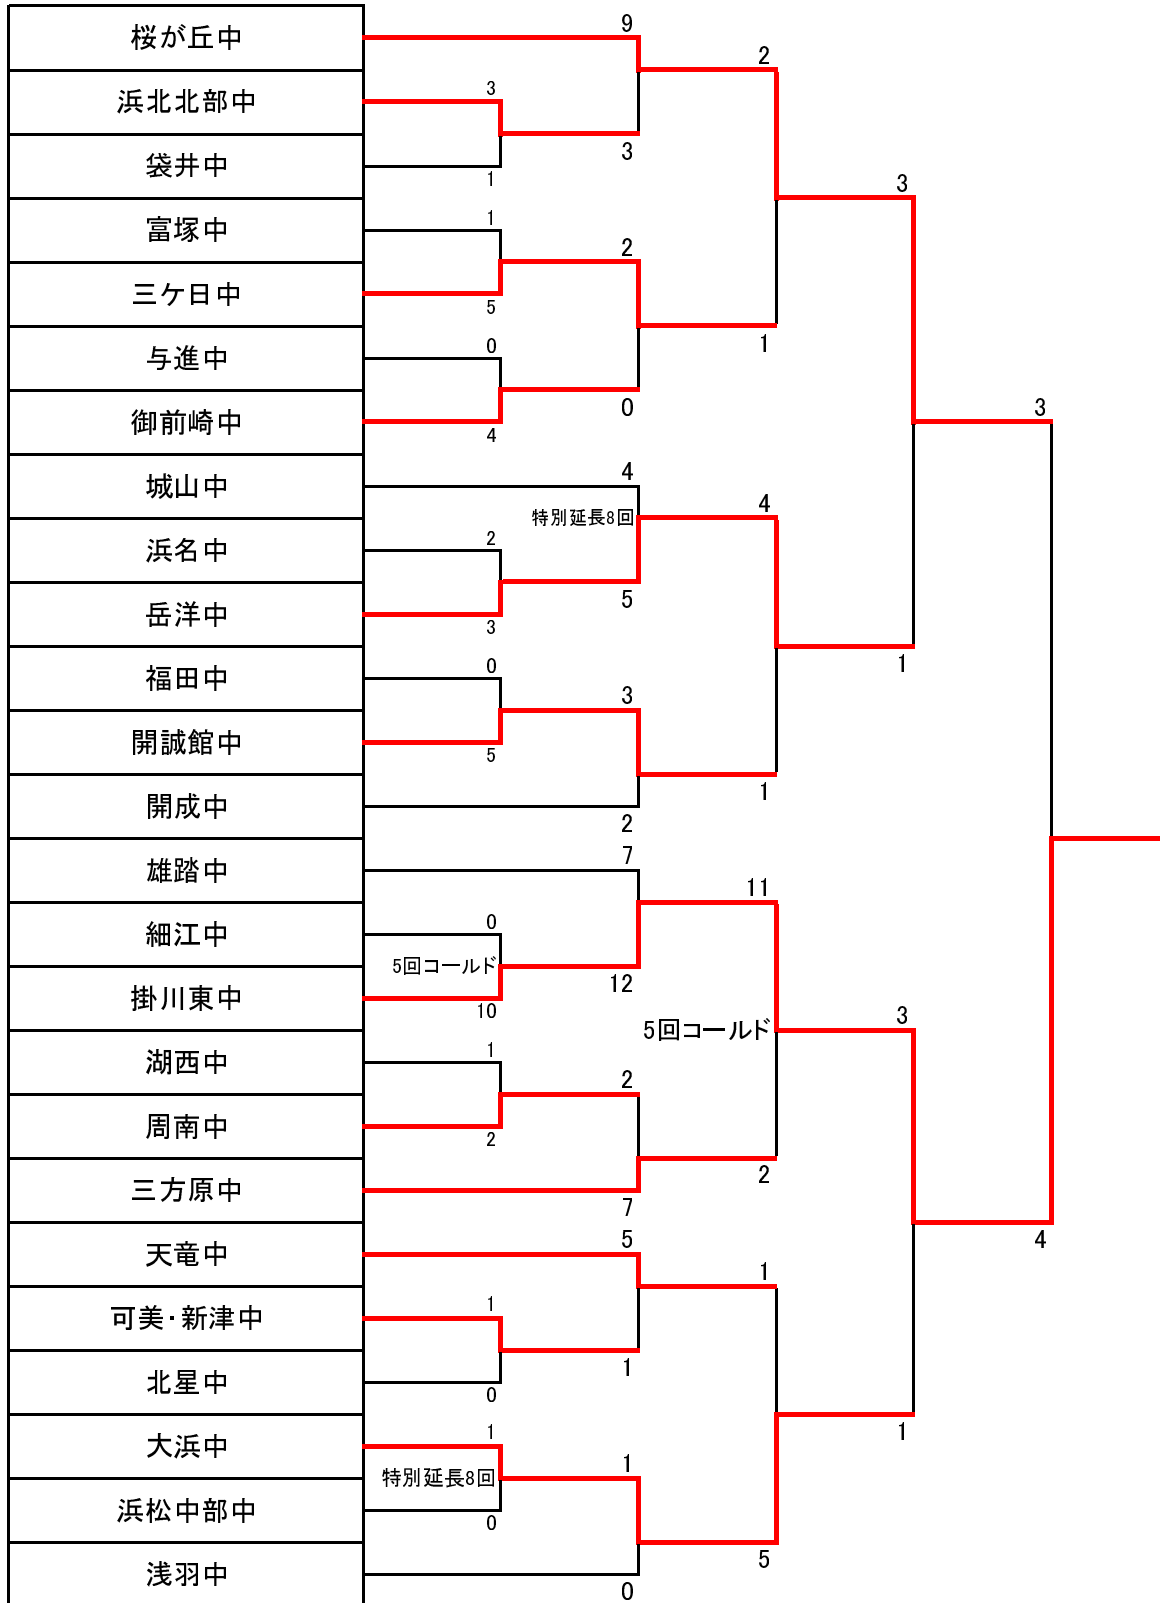 桜が丘中
9
2
浜北北部中
3
3
袋井中
1
3
富塚中
1
2
三ケ日中
5
与進中
0
1
御前崎中
4
0
3
城山中
4
特別延長8回
4
浜名中
2
岳洋中
3
5
福田中
0
3
1
開誠館中
5
開成中
2
1
雄踏中
7
11
細江中
0
5回コールド
掛川東中
10
12
5回コールド
3
湖西中
1
2
周南中
2
三方原中
7
2
天竜中
5
1
4
可美・新津中
1
北星中
0
1
大浜中
1
1
1
特別延長8回
浜松中部中
0
浅羽中
0
5